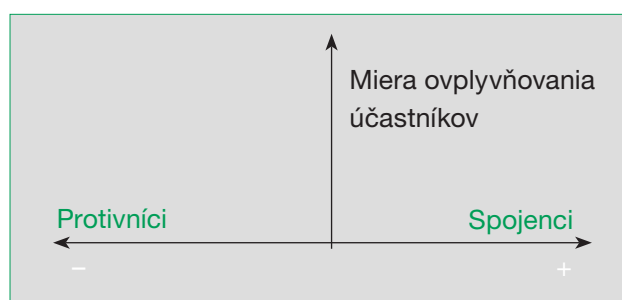 Miera ovplyvňovania
účastníkov
Protivníci
Spojenci
–
+